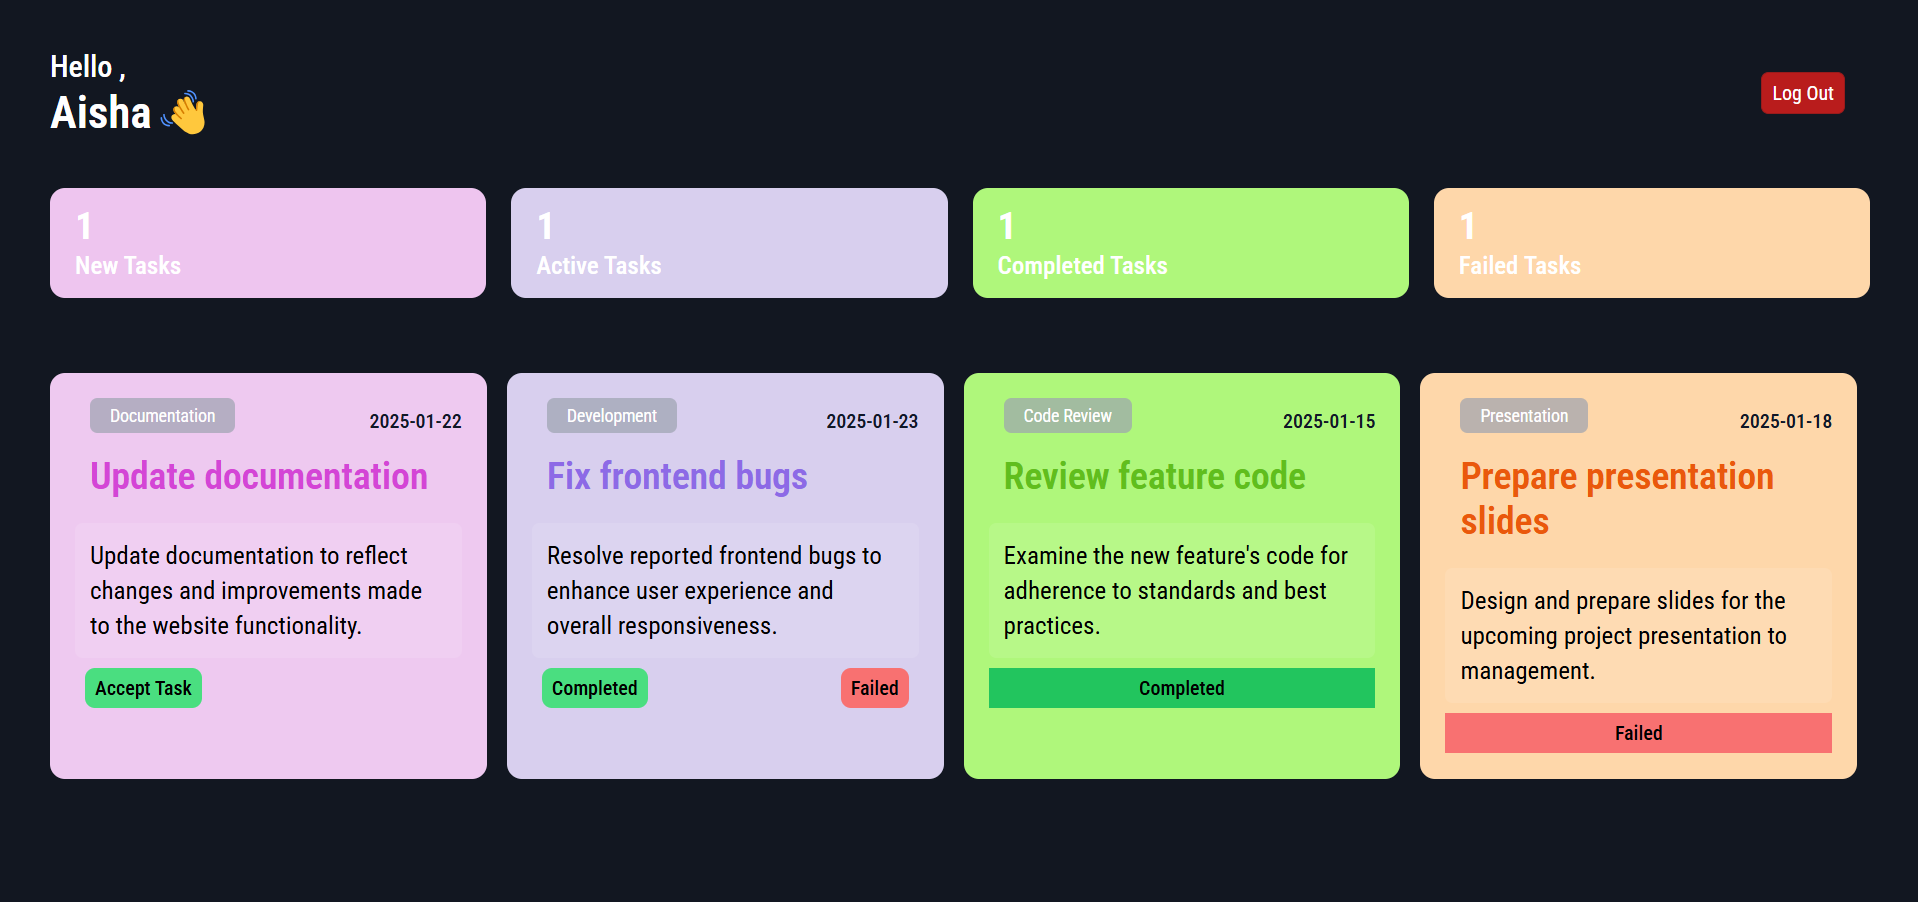 Hello ,
Aisha 👋
Log Out
1
New Tasks
1
Active Tasks
1
Completed Tasks
1
Failed Tasks
Documentation
2025-01-22
Update documentation
Update documentation to reflect
changes and improvements made
to the website functionality.
Accept Task
Development
2025-01-23
Fix frontend bugs
Resolve reported frontend bugs to
enhance user experience and
overall responsiveness.
Completed
Failed
Code Review
2025-01-15
Review feature code
Examine the new feature's code for
adherence to standards and best
practices.
Completed
Presentation
2025-01-18
Prepare presentation
slides
Design and prepare slides for the
upcoming project presentation to
management.
Failed